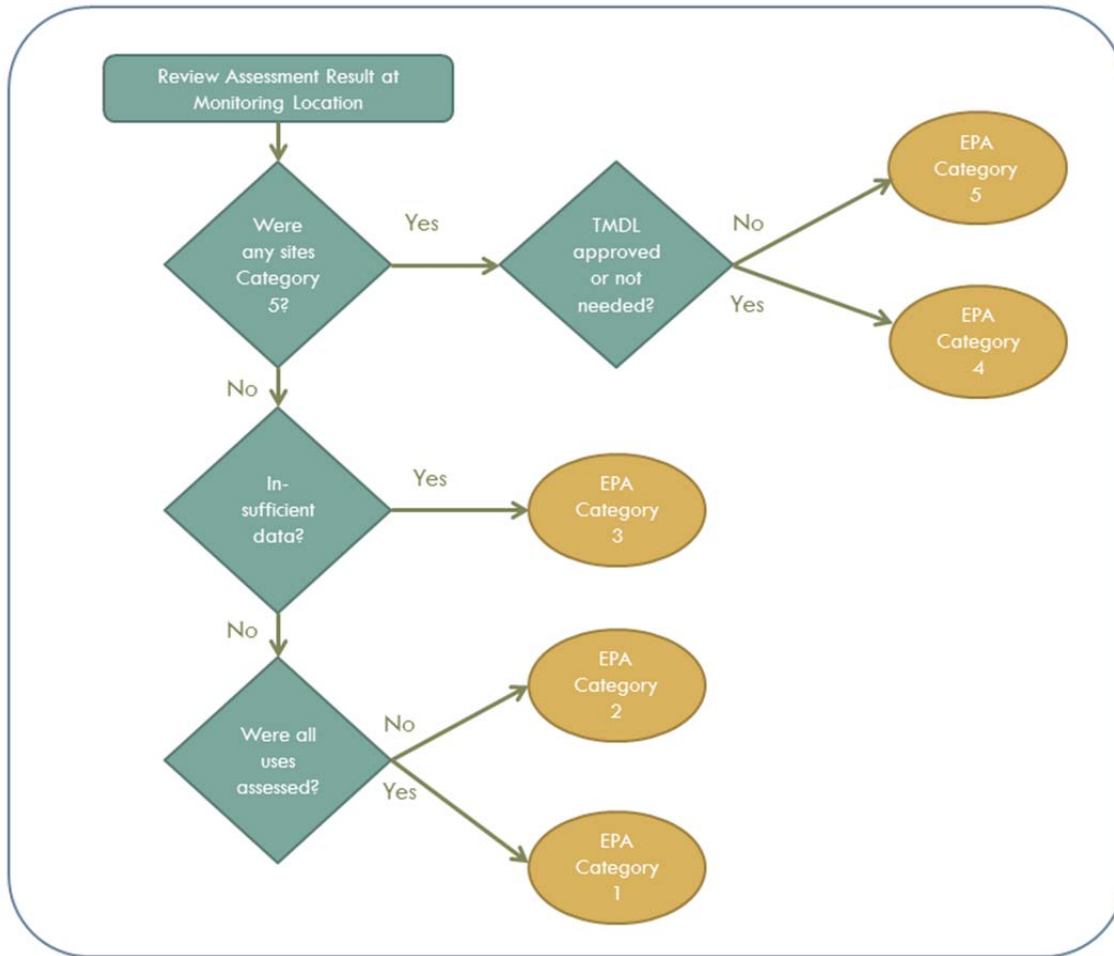 Review Assessment Result at
Monitoring Location
Were
any sites
Category
5?
Yes
TMDL
approved
or not
needed?
No
EPA
Category
5
Yes
EPA
Category
4
No
In-
sufficient
data?
Yes
EPA
Category
3
No
Were all
uses
assessed?
No
EPA
Category
2
Yes
EPA
Category
1